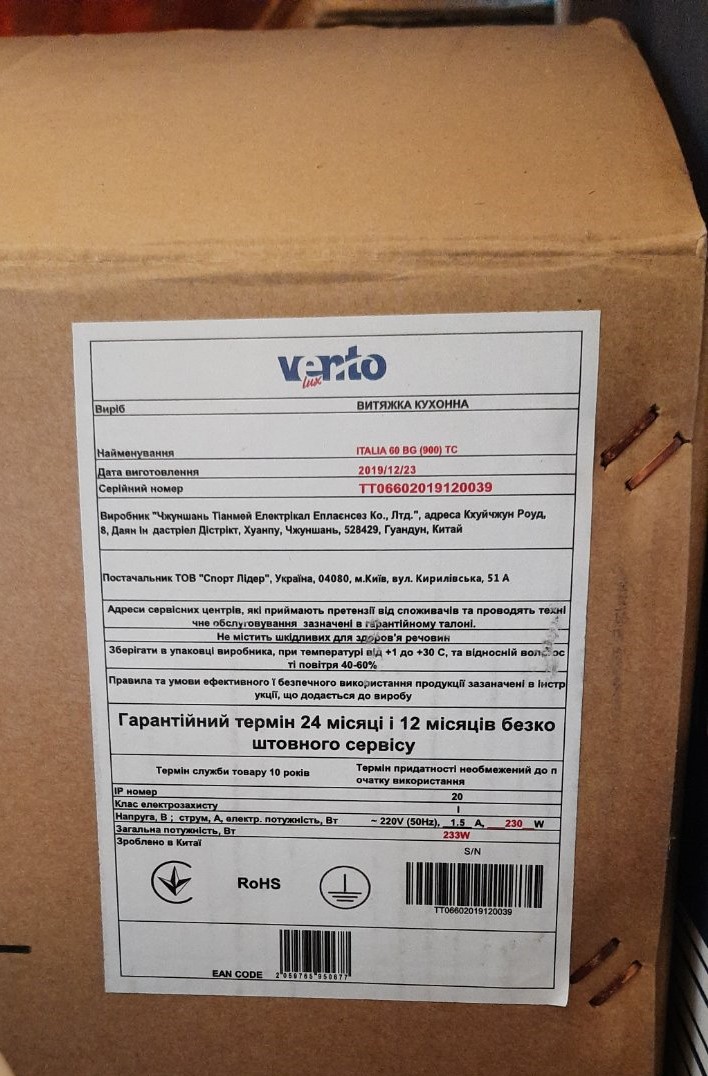 vento
lux
Виріб ВИТЯЖКА КУХОННА
Найменування ITALIA 60 BG (900) TC
Дата виготовлення 2019/12/23
Серійний номер TT06602019120039
Виробник "Чжуншань Тіанмей Електрікал Еплаєнсез Ко., Лтд.", адреса Кхуйчжун Роуд,
8, Даян Ін дастріел Дістрікт, Хуанпу, Чжуншань, 528429, Гуандун, Китай
Постачальник ТОВ "Спорт Лідер", Україна, 04080, м.Київ, вул. Кирилівська, 51 А
Адреси сервісних центрів, які приймають претензії від споживачів та проводять техні
чне обслуговування зазначені в гарантійному талоні.
Не містить шкідливих для здоров'я речовин
Зберігати в упаковці виробника, при температурі від +1 до +30 С, та відносній вологос
ті повітря 40-60%
Правила та умови ефективного і безпечного використання продукції зазаначені в інстр
укції, що додається до виробу
Гарантійний термін 24 місяці і 12 місяців безко
штовного сервісу
Термін служби товару 10 років Термін придатності необмежений до п
очатку використання
IP номер 20
Клас електрозахисту I
Напруга, В ; струм, А, електр. потужність, Вт ~ 220V (50Hz), 1.5 A, 230 W
Загальна потужність, Вт 233W
Зроблено в Китаї
S/N
RoHS
TT06602019120039
EAN CODE 2 059765 950677